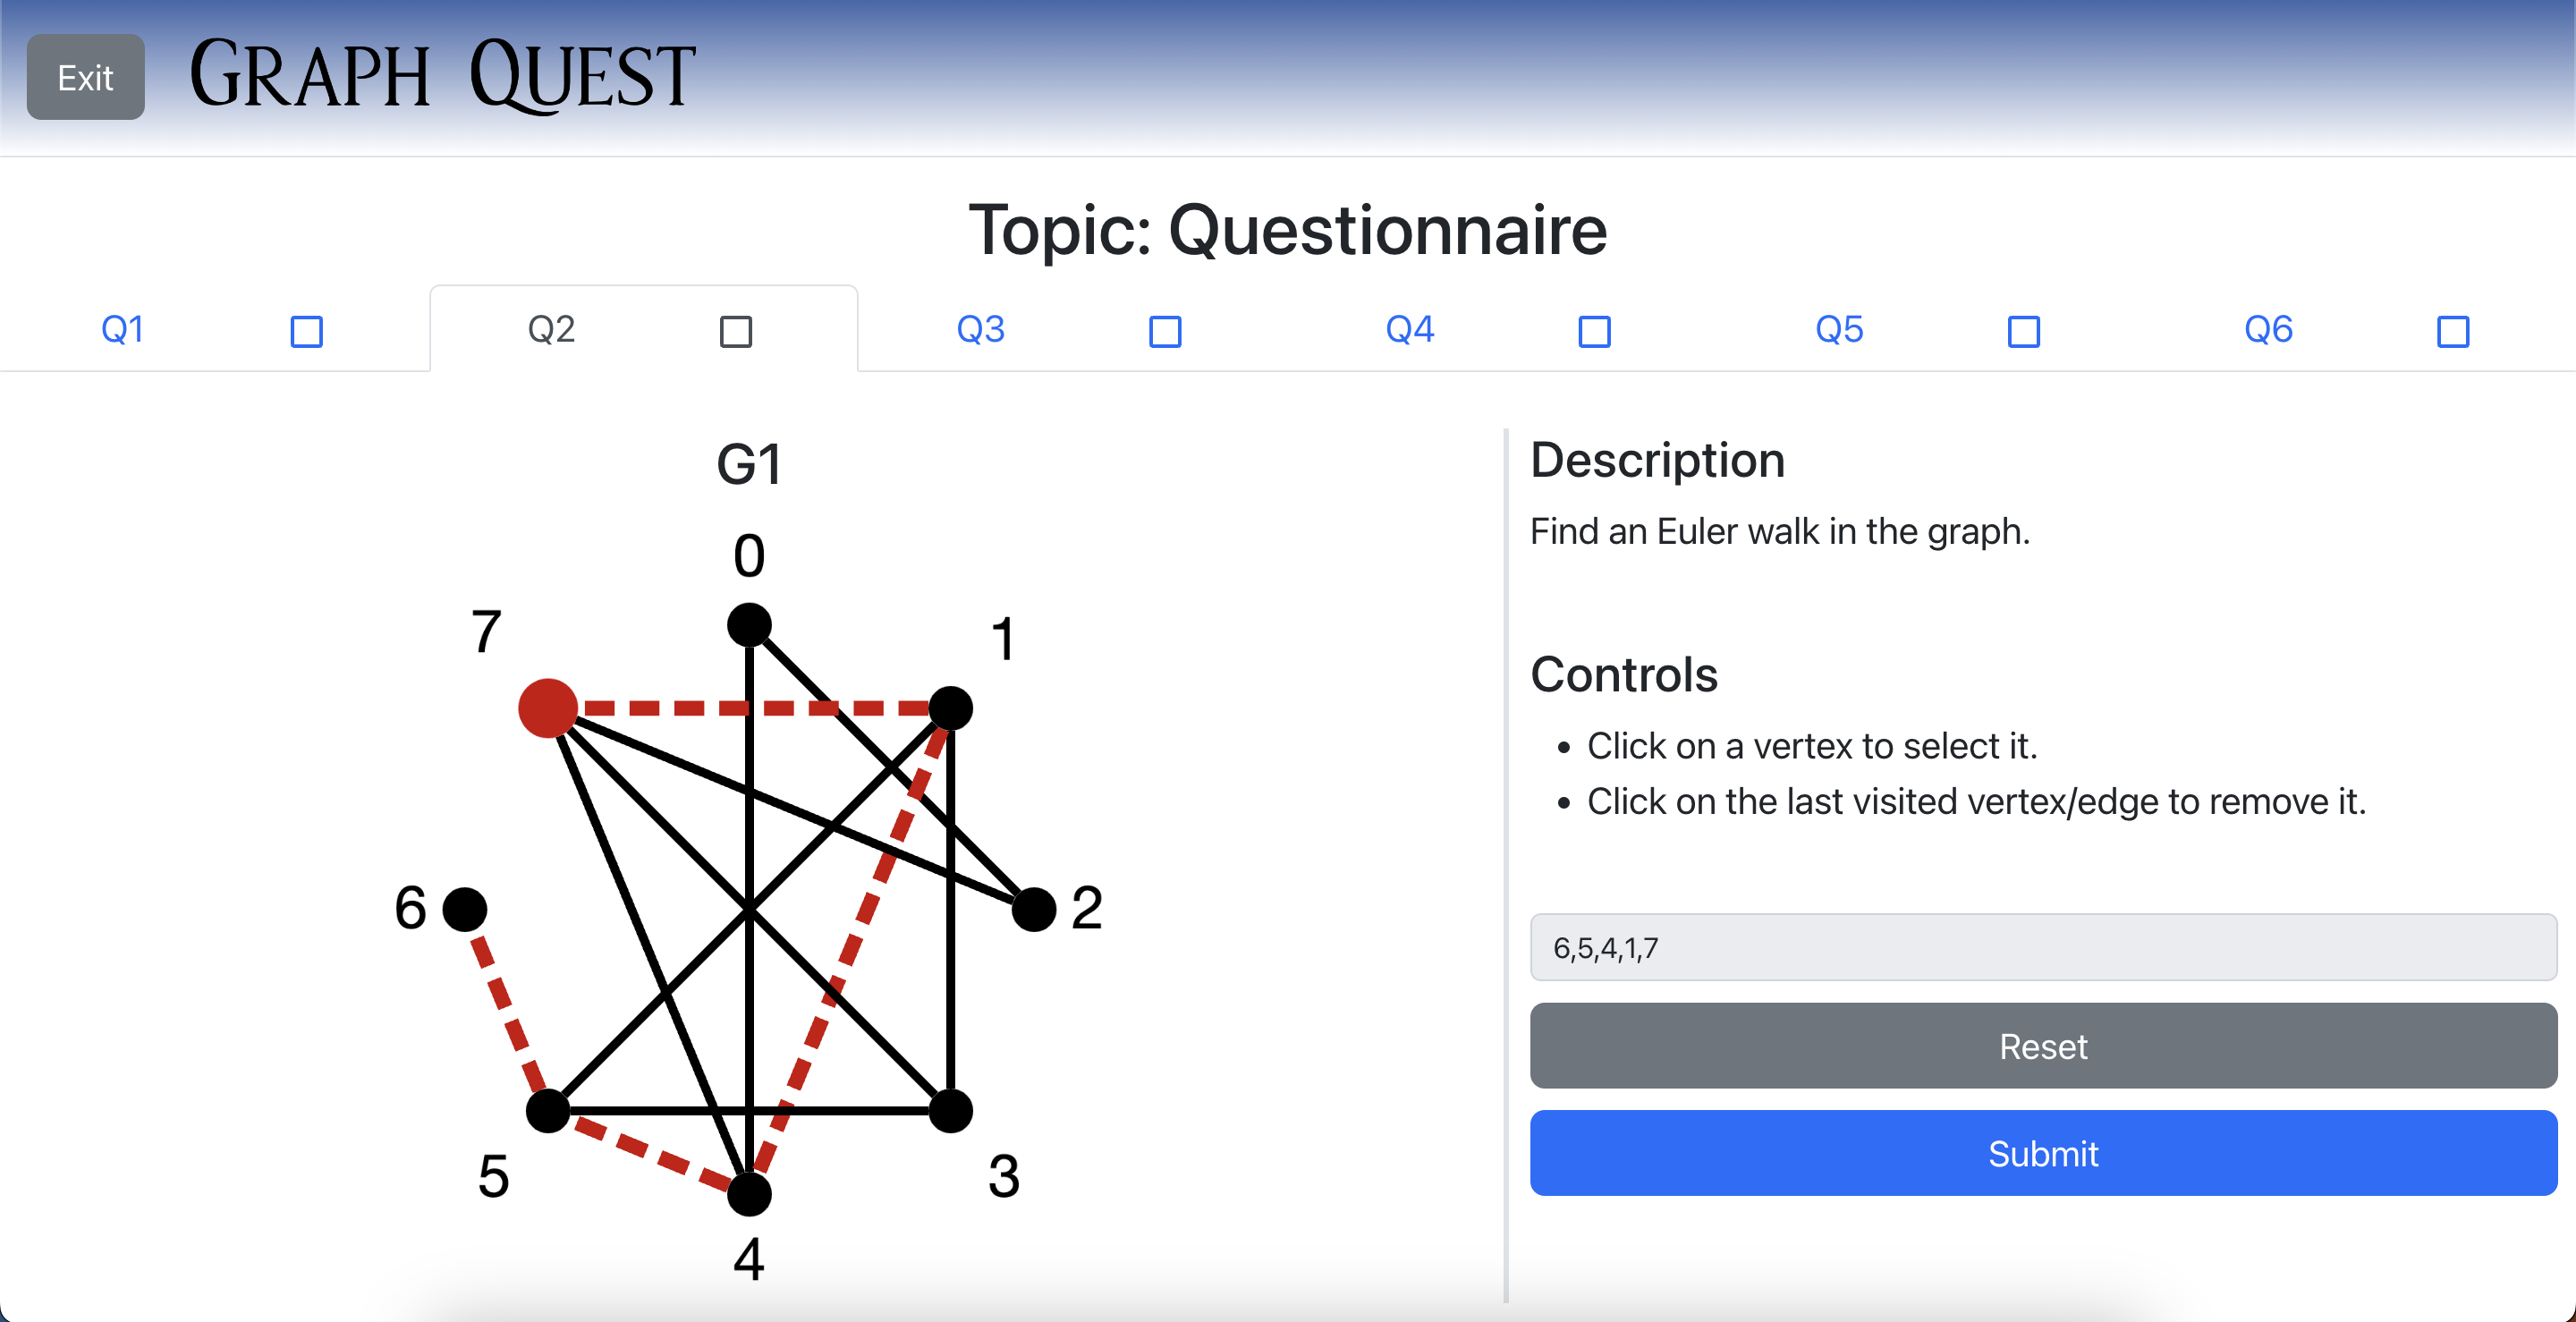 Exit
GRAPH QUEST
Topic: Questionnaire
Q1
Q2
Q3
Q4
Q5
Q6
G1
0
7
1
6
2
5
3
4
Description
Find an Euler walk in the graph.
Controls
• Click on a vertex to select it.
• Click on the last visited vertex/edge to remove it.
6,5,4,1,7
Reset
Submit